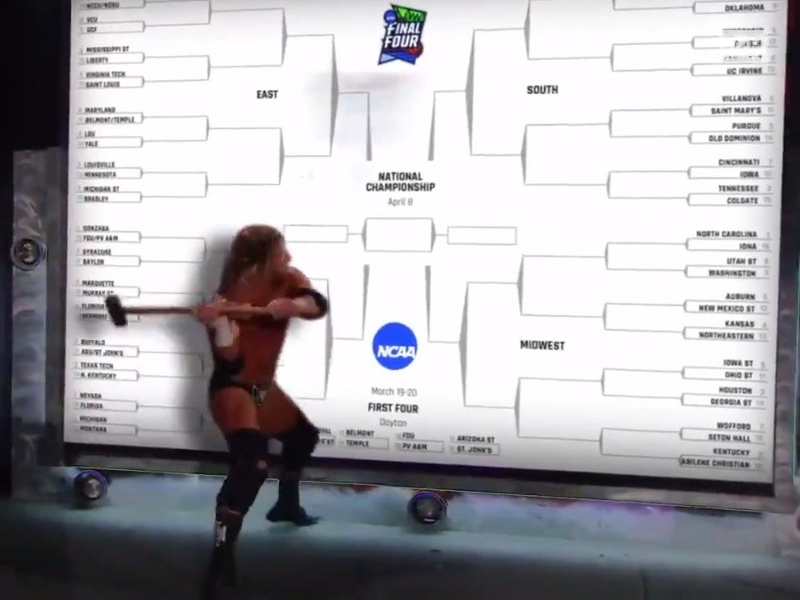 VCU
UCF
MISSISSIPPI ST
LIBERTY
VIRGINIA TECH
SAINT LOUIS
MARYLAND
BELMONT/TEMPLE
LSU
YALE
LOUISVILLE
MINNESOTA
MICHIGAN ST
BRADLEY
EAST
GONZAGA
FDU/PV A&M
SYRACUSE
BAYLOR
MARQUETTE
MURRAY ST
FLORIDA
BUFFALO
ASU/ST JOHN'S
TEXAS TECH
N. KENTUCKY
NEVADA
FLORIDA
MICHIGAN
MONTANA
FINAL
FOUR
NATIONAL
CHAMPIONSHIP
April 8
NCAA
March 19-20
FIRST FOUR
Dayton
BELMONT
TEMPLE
FDU
PV A&M
ARIZONA ST
ST. JOHN'S
OKLAHOMA
UC IRVINE
VILLANOVA
SAINT MARY'S
PURDUE
OLD DOMINION
CINCINNATI
IOWA
TENNESSEE
COLGATE
SOUTH
NORTH CAROLINA
IONA
UTAH ST
WASHINGTON
AUBURN
NEW MEXICO ST
KANSAS
NORTHEASTERN
MIDWEST
IOWA ST
OHIO ST
HOUSTON
GEORGIA ST
WOFFORD
SETON HALL
KENTUCKY
ABILENE CHRISTIAN